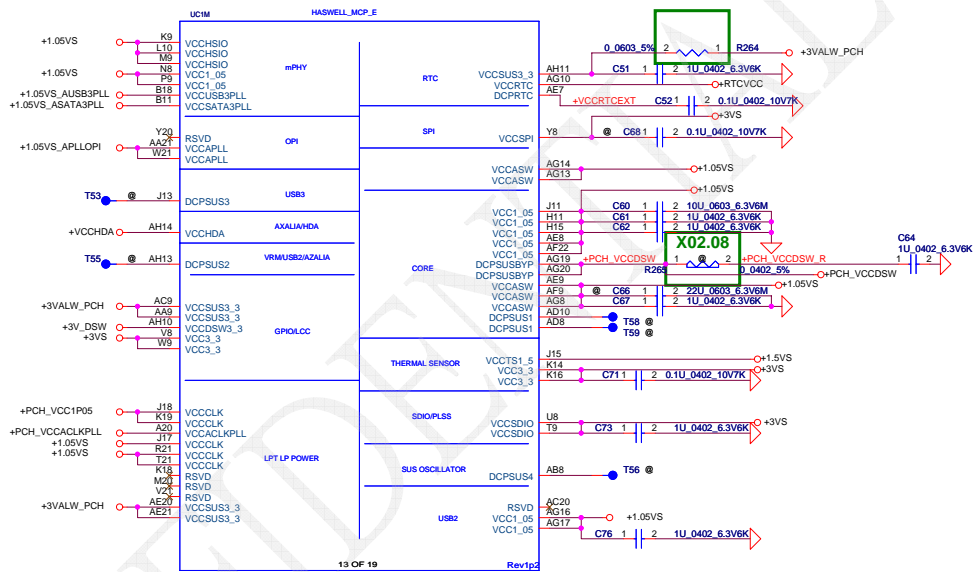 UC1M
HASWELL_MCP_E
+1.05VS
K9
L10
M9
VCCHSIO
VCCHSIO
VCCHSIO
mPHY
+1.05VS
N8
P9
VCC1_05
VCC1_05
+1.05VS_AUSB3PLL
B18
VCCUSB3PLL
+1.05VS_ASATA3PLL
B11
VCCSATA3PLL
Y20
RSVD
OPI
+1.05VS_APLLOPI
AA21
W21
VCCAPLL
VCCAPLL
T53
@
J13
DCPSUS3
USB3
+VCCHDA
AH14
VCCHDA
AXALIA/HDA
T55
@
AH13
DCPSUS2
VRM/USB2/AZALIA
+3VALW_PCH
AC9
AA9
VCCSUS3_3
VCCSUS3_3
+3V_DSW
AH10
VCCDSW3_3
+3VS
V8
W9
VCC3_3
VCC3_3
GPIO/LCC
+PCH_VCC1P05
J18
K19
VCCCLK
VCCCLK
+PCH_VCCACLKPLL
A20
VCCACLKPLL
+1.05VS
J17
VCCCLK
+1.05VS
R21
T21
VCCCLK
VCCCLK
LPT LP POWER
K18
M20
V21
RSVD
RSVD
RSVD
+3VALW_PCH
AE20
AE21
VCCSUS3_3
VCCSUS3_3
0_0603_5% 2 1 R264
+3VALW_PCH
RTC
VCCSUS3_3
AH11
C51 1 2 1U_0402_6.3V6K
VCCRTC
AG10
+RTCVCC
DCPRTC
AE7
+VCCRTCEXT
C52 1 2 0.1U_0402_10V7K
+3VS
SPI
VCCSPI
Y8
@ C68 1 2 0.1U_0402_10V7K
VCCASW
VCCASW
AG14
AG13
+1.05VS
+1.05VS
CORE
VCC1_05
J11
C60 1 2 10U_0603_6.3V6M
VCC1_05
H11
C61 1 2 1U_0402_6.3V6K
VCC1_05
H15
C62 1 2 1U_0402_6.3V6K
VCC1_05
AE8
VCC1_05
AF22
X02.08
C64
1U_0402_6.3V6K
1 2
DCPSUSBYP
AG19
+PCH_VCCDSW
1 @ 2
+PCH_VCCDSW_R
DCPSUSBYP
AG20
R265
0_0402_5%
+PCH_VCCDSW
VCCASW
AE9
+1.05VS
VCCASW
AF9
@ C66 1 2 22U_0603_6.3V6M
VCCASW
AG8
C67 1 2 1U_0402_6.3V6K
DCPSUS1
AD10
T58 @
DCPSUS1
AD8
T59 @
THERMAL SENSOR
VCCTS1_5
J15
+1.5VS
VCC3_3
K14
+3VS
VCC3_3
K16
C71 1 2 0.1U_0402_10V7K
SDIO/PLSS
VCCSDIO
U8
+3VS
VCCSDIO
T9
C73 1 2 1U_0402_6.3V6K
SUS OSCILLATOR
DCPSUS4
AB8
T56 @
USB2
RSVD
AC20
VCC1_05
AG16
+1.05VS
VCC1_05
AG17
C76 1 2 1U_0402_6.3V6K
13 OF 19
Rev1p2